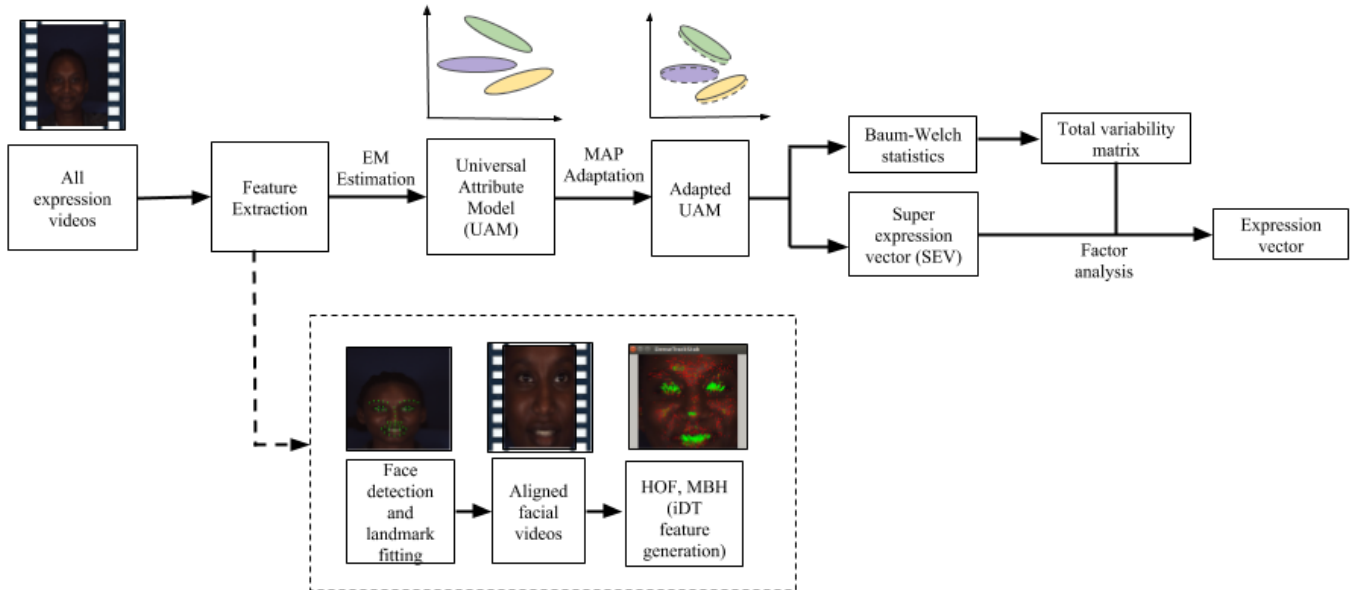 All
expression
videos
Feature
Extraction
EM
Estimation
Universal
Attribute
Model
(UAM)
MAP
Adaptation
Adapted
UAM
Baum-Welch
statistics
Total variability
matrix
Super
expression
vector (SEV)
Factor
analysis
Expression
vector
Face
detection
and
landmark
fitting
Aligned
facial
videos
HOF, MBH
(iDT
feature
generation)